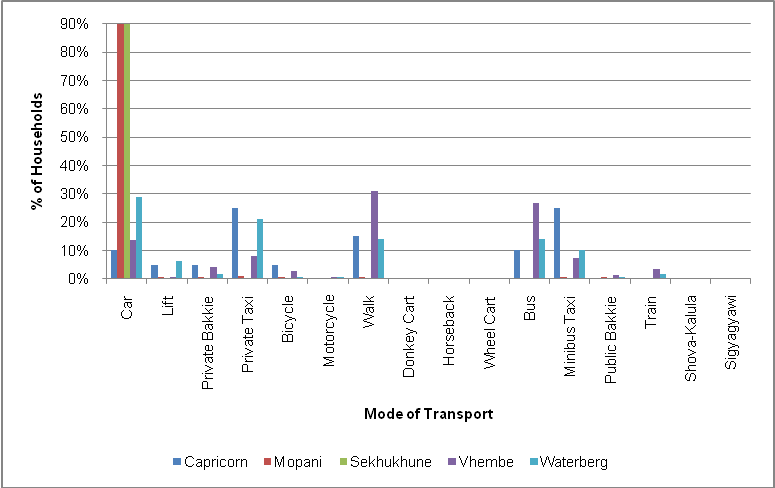 90%
80%
70%
60%
50%
40%
30%
20%
10%
0%
% of Households
Car
Lift
Private Bakkie
Private Taxi
Bicycle
Motorcycle
Walk
Donkey Cart
Horseback
Wheel Cart
Bus
Minibus Taxi
Public Bakkie
Train
Shova-Kalula
Sigyagyawi
Mode of Transport
Capricorn Mopani Sekhukhune Vhembe Waterberg